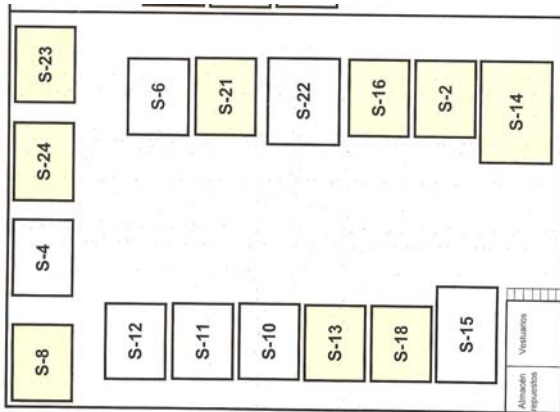 S-23
S-6
S-21
S-22
S-16
S-2
S-14
S-24
S-4
S-8
S-12
S-11
S-10
S-13
S-18
S-15
Vestuarios
Almacén
repuestos